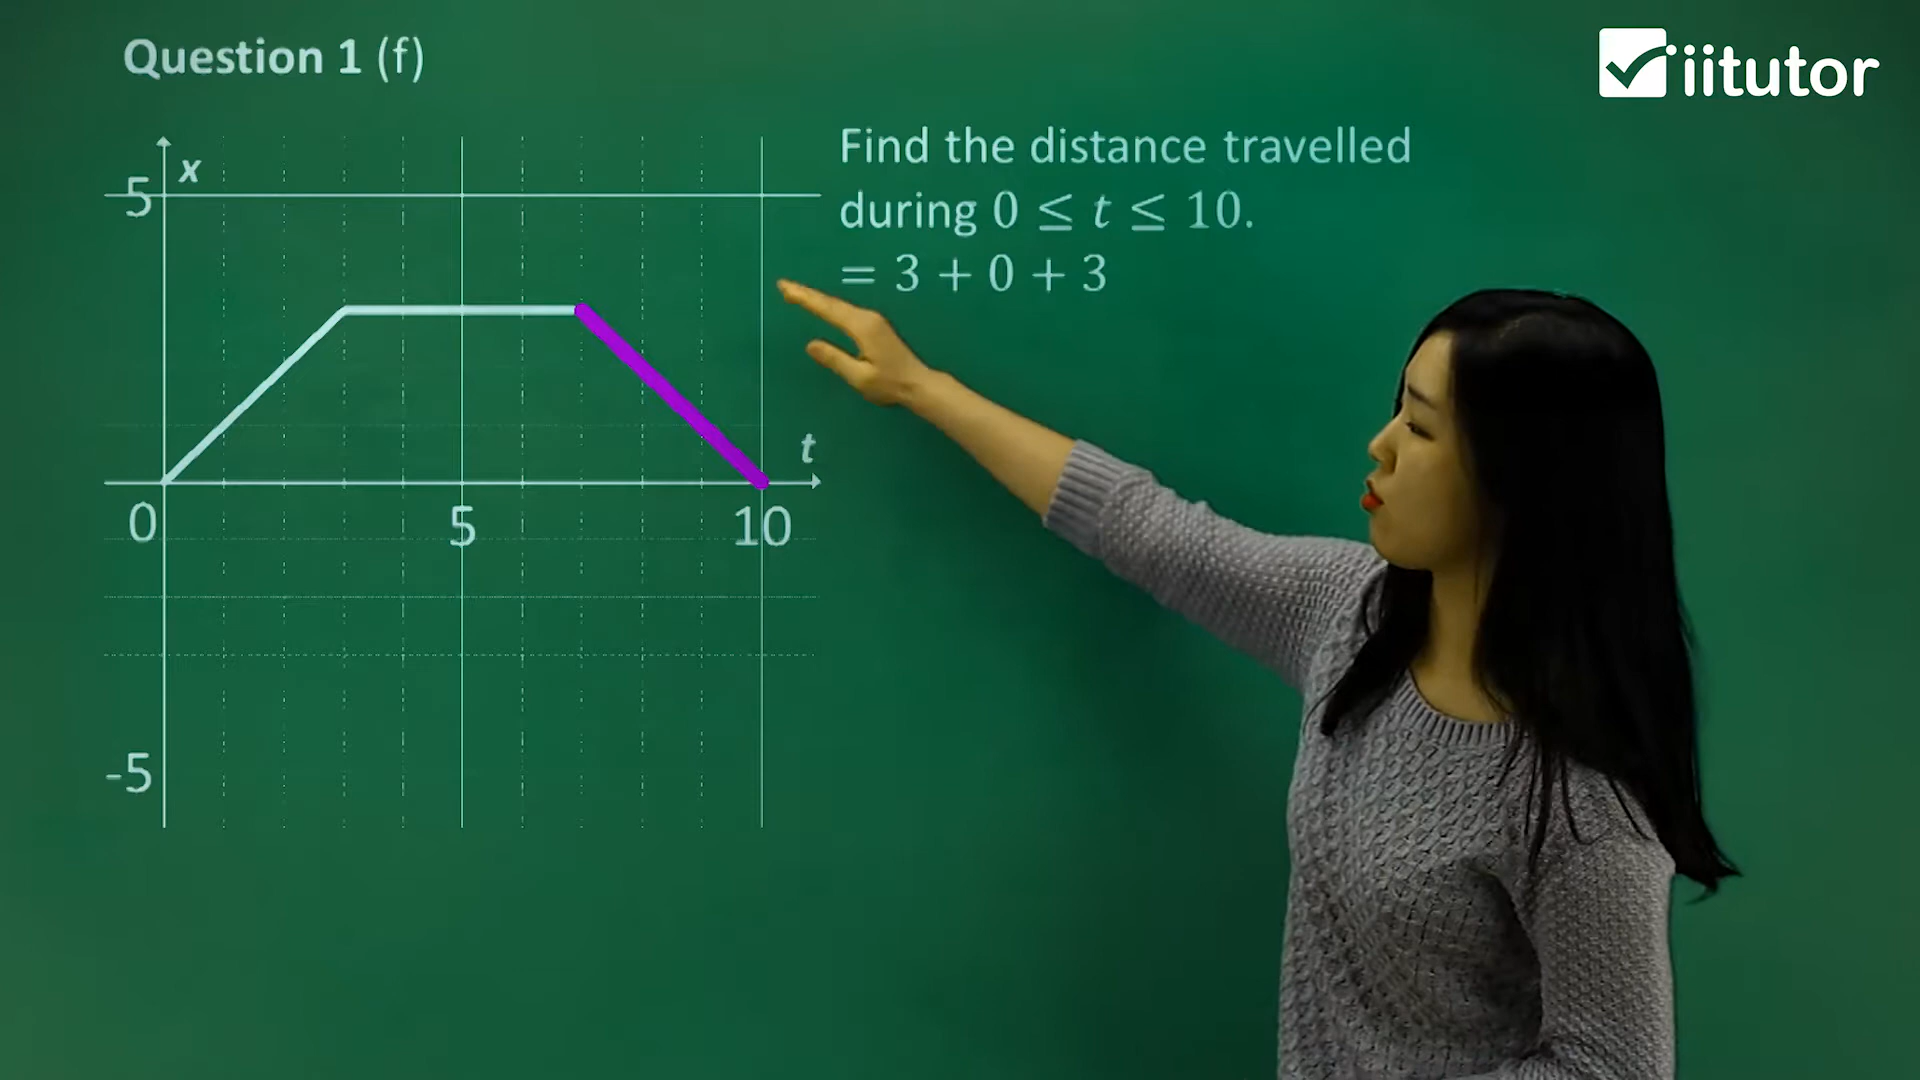 Question 1 (f)
iitutor
x
5
Find the distance travelled
during 0 ≤ t ≤ 10.
= 3 + 0 + 3
t
0
5
10
-5